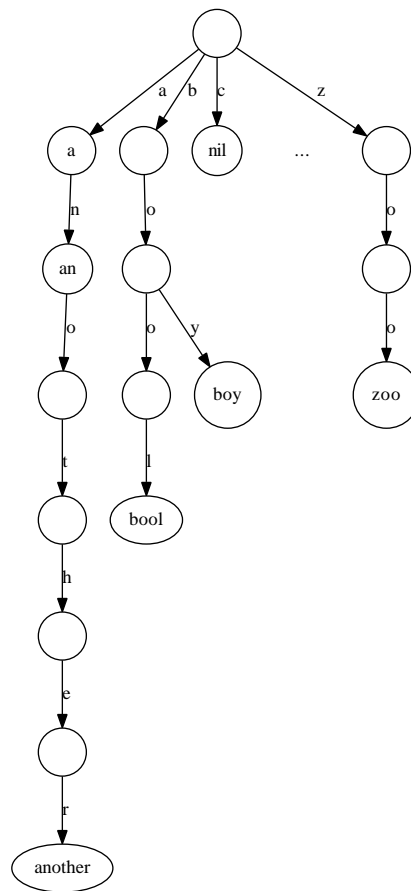 a b c z
a nil ...
n o o
an
o o y o
boy zoo
t l
bool
h
e
r
another